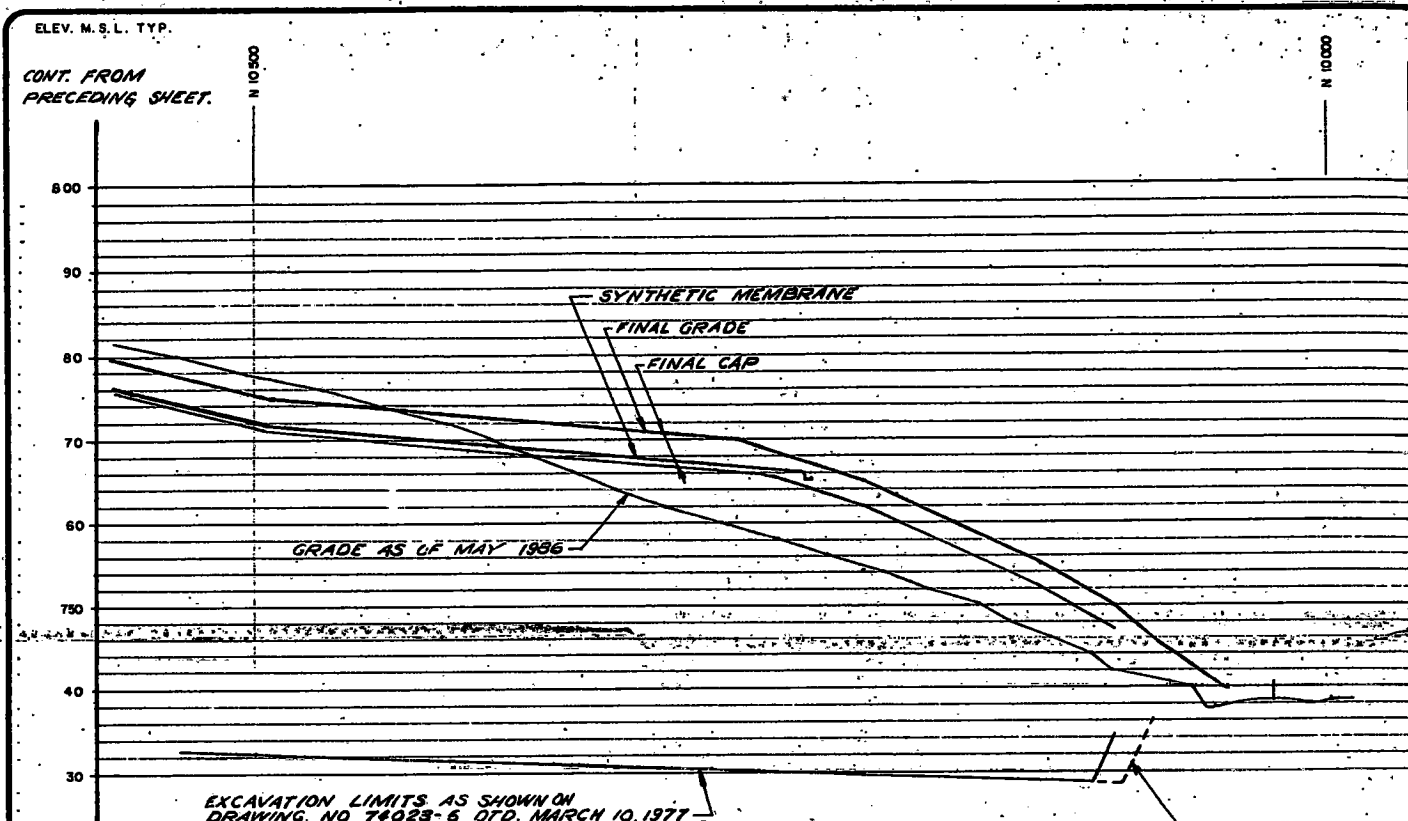 ELEV. M.S.L. TYP.
CONT. FROM
PRECEDING SHEET.
N 10500
N 10000
800
90
80
70
60
750
40
30
SYNTHETIC MEMBRANE
FINAL GRADE
FINAL CAP
GRADE AS OF MAY 1986
EXCAVATION LIMITS AS SHOWN ON
DRAWING NO 74023-6 DTD. MARCH 10, 1977